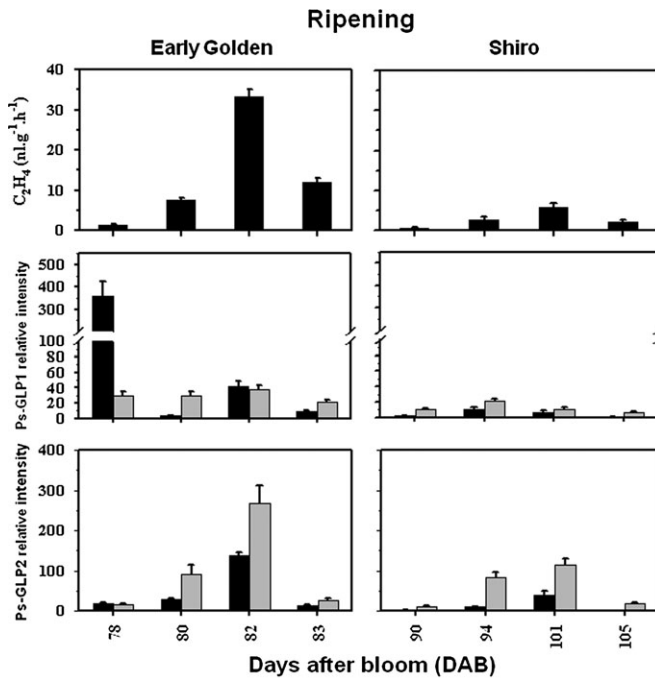 Ripening
Early Golden Shiro
C₂H₄ (nl.g⁻¹.h⁻¹)
40
30
20
10
0
Ps-GLP1 relative intensity
500
400
300
100
80
60
40
20
0
Ps-GLP2 relative intensity
400
300
200
100
0
78 80 82 83 90 94 101 105
Days after bloom (DAB)